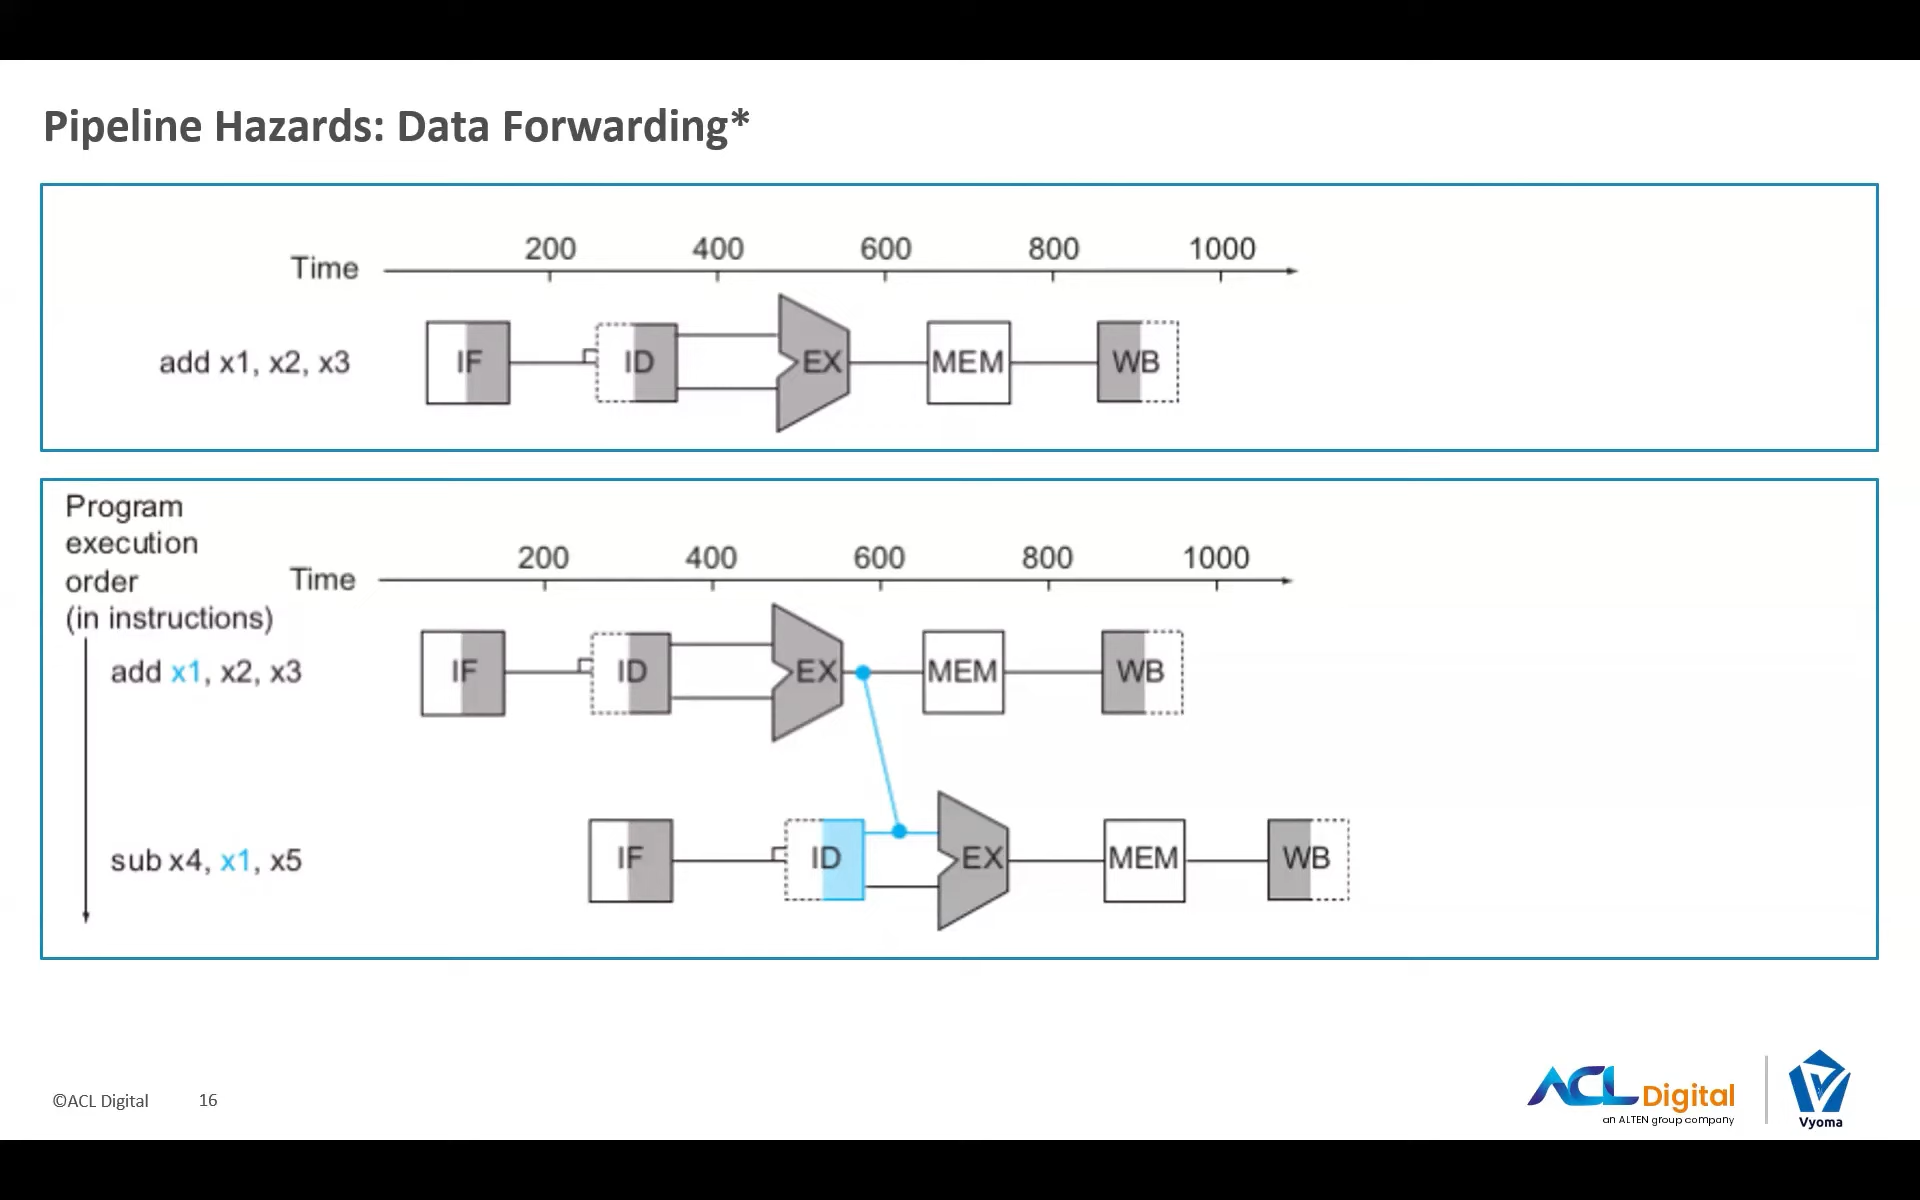 Pipeline Hazards: Data Forwarding*
200 400 600 800 1000
Time
add x1, x2, x3 IF ID EX MEM WB
Program
execution
order
(in instructions)
200 400 600 800 1000
Time
add x1, x2, x3 IF ID EX MEM WB
sub x4, x1, x5 IF ID EX MEM WB
©ACL Digital 16
ACL Digital
an ALTEN group company
Vyoma